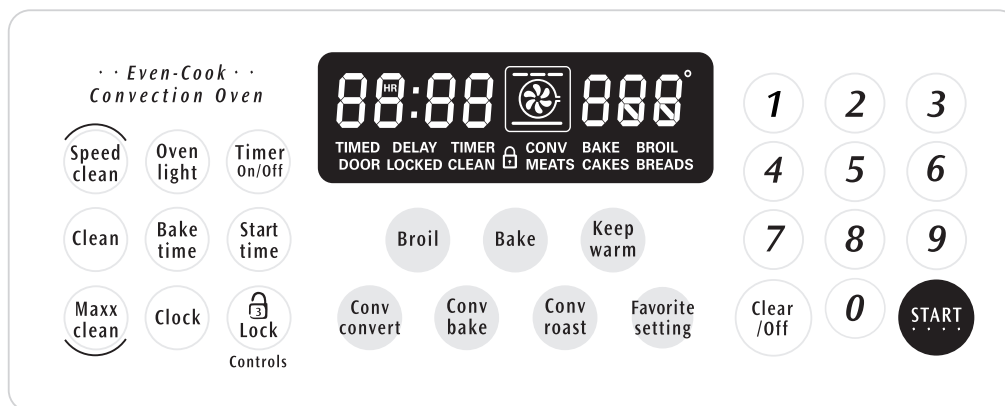 · · Even-Cook · ·
Convection Oven
Speed
clean
Oven
light
Timer
On/Off
Clean
Bake
time
Start
time
Maxx
clean
Clock
3
Lock
Controls
88:88
HR
888°
TIMED DELAY TIMER CONV BAKE BROIL
DOOR LOCKED CLEAN MEATS CAKES BREADS
Broil
Bake
Keep
warm
Conv
convert
Conv
bake
Conv
roast
Favorite
setting
1
2
3
4
5
6
7
8
9
Clear
/Off
0
START